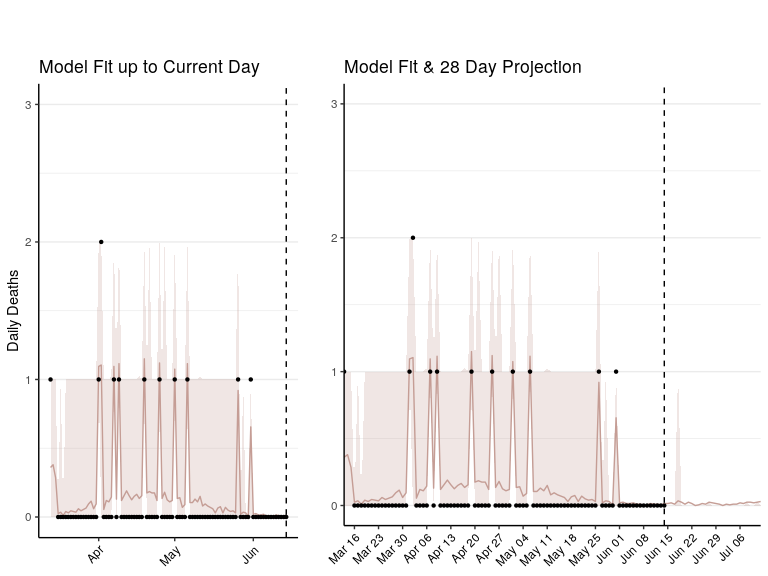 Model Fit up to Current Day
Daily Deaths
3
2
1
0
Apr
May
Jun
Model Fit & 28 Day Projection
3
2
1
0
Mar 16
Mar 23
Mar 30
Apr 06
Apr 13
Apr 20
Apr 27
May 04
May 11
May 18
May 25
Jun 01
Jun 08
Jun 15
Jun 22
Jun 29
Jul 06